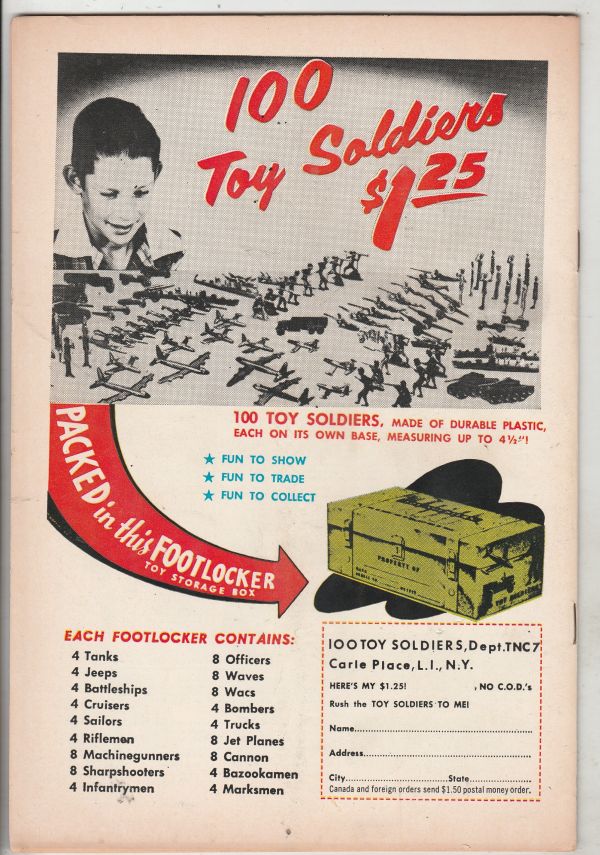 100
Toy Soldiers
$1.25
100 TOY SOLDIERS, MADE OF DURABLE PLASTIC,
EACH ON ITS OWN BASE, MEASURING UP TO 4½"!
PACKED in this FOOTLOCKER
TOY STORAGE BOX
★ FUN TO SHOW
★ FUN TO TRADE
★ FUN TO COLLECT
PROPERTY OF
TOY SOLDIERS
EACH FOOTLOCKER CONTAINS:
4 Tanks
4 Jeeps
4 Battleships
4 Cruisers
4 Sailors
4 Riflemen
8 Machinegunners
8 Sharpshooters
4 Infantrymen
8 Officers
8 Waves
8 Wacs
4 Bombers
4 Trucks
8 Jet Planes
8 Cannon
4 Bazookamen
4 Marksmen
100 TOY SOLDIERS, Dept. TNC7
Carle Place, L.I., N.Y.
HERE'S MY $1.25! , NO C.O.D.'s
Rush the TOY SOLDIERS TO ME!
Name
Address
City State
Canada and foreign orders send $1.50 postal money order.